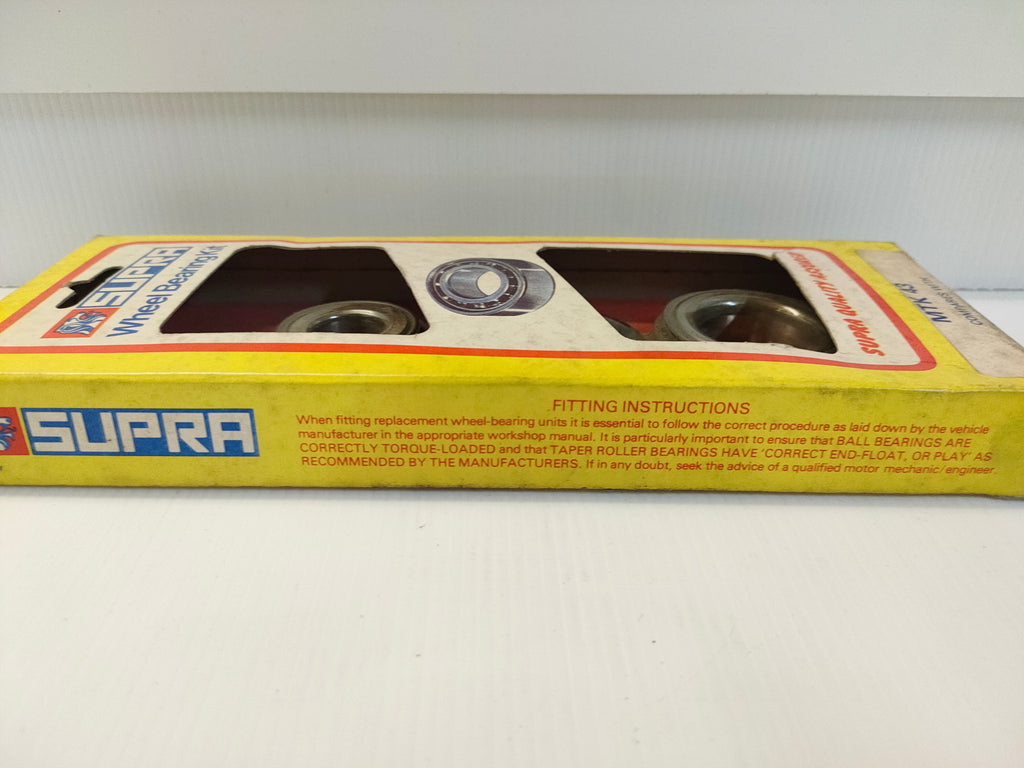 SUPRA
Wheel Bearing Kit
SUPRA QUALITY
MTK 43
SUPRA
FITTING INSTRUCTIONS
When fitting replacement wheel-bearing units it is essential to follow the correct procedure as laid down by the vehicle
manufacturer in the appropriate workshop manual. It is particularly important to ensure that BALL BEARINGS ARE
CORRECTLY TORQUE-LOADED and that TAPER ROLLER BEARINGS HAVE 'CORRECT END-FLOAT, OR PLAY' AS
RECOMMENDED BY THE MANUFACTURERS. If in any doubt, seek the advice of a qualified motor mechanic/engineer.